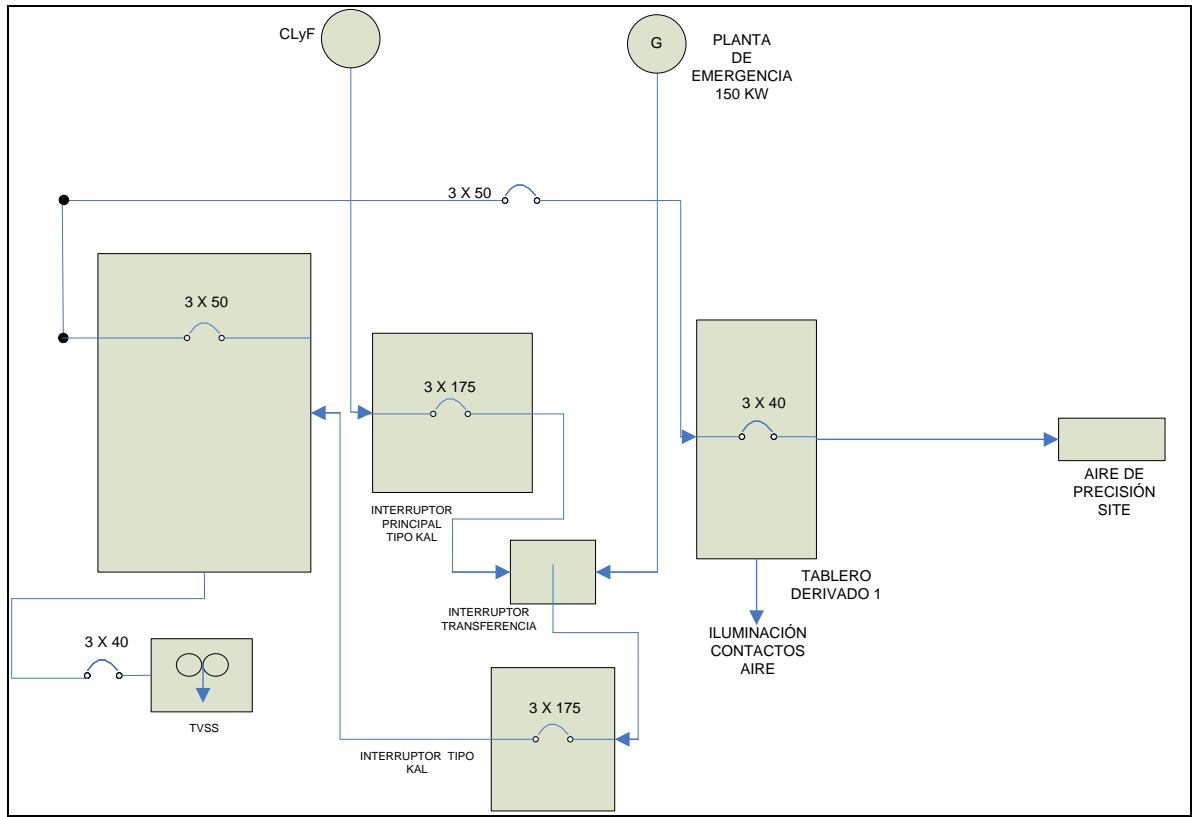 CLyF
G
PLANTA
DE
EMERGENCIA
150 KW
3 X 50
3 X 50
3 X 175
3 X 40
INTERRUPTOR
PRINCIPAL
TIPO KAL
AIRE DE
PRECISIÓN
SITE
TABLERO
DERIVADO 1
INTERRUPTOR
TRANSFERENCIA
ILUMINACIÓN
CONTACTOS
AIRE
3 X 40
TVSS
3 X 175
INTERRUPTOR TIPO
KAL